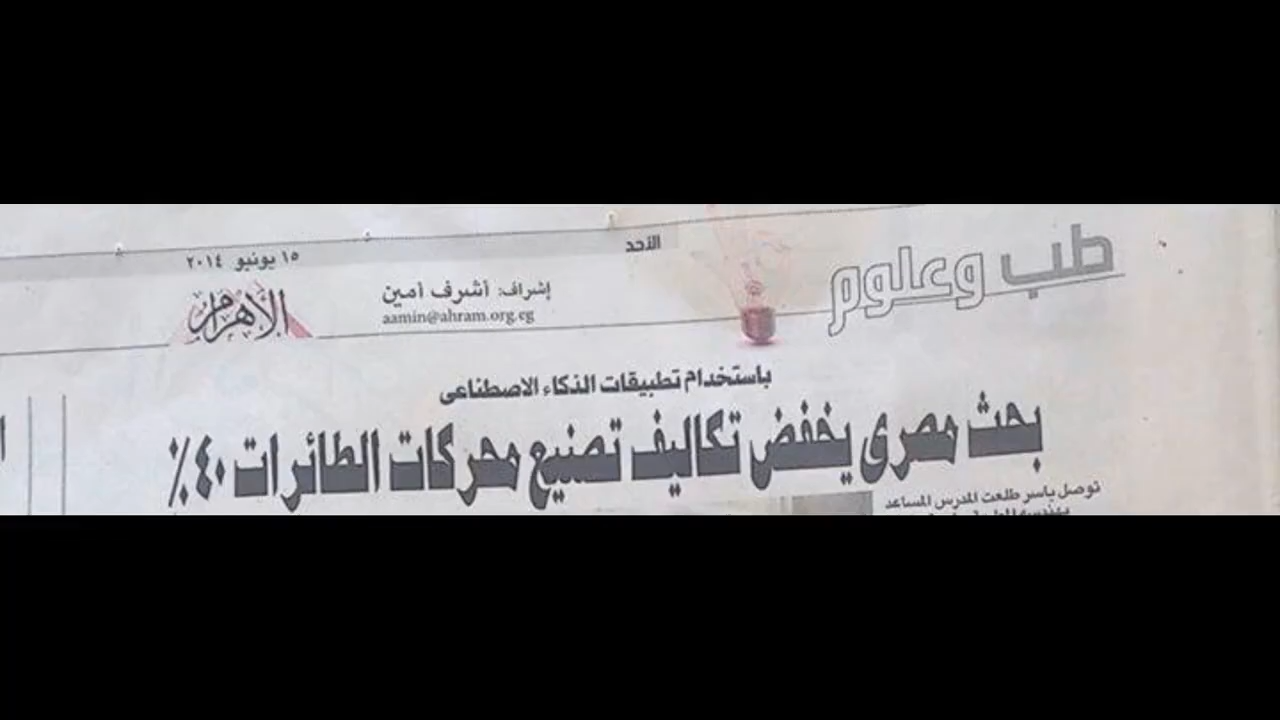 طب وعلوم
الأحد
١٥ يونيو ٢٠١٤
إشراف: أشرف أمين
aamin@ahram.org.eg
الأهرام
باستخدام تطبيقات الذكاء الاصطناعى
بحث مصرى يخفض تكاليف تصنيع محركات الطائرات ٤٠٪
توصل ياسر طلعت المدرس المساعد